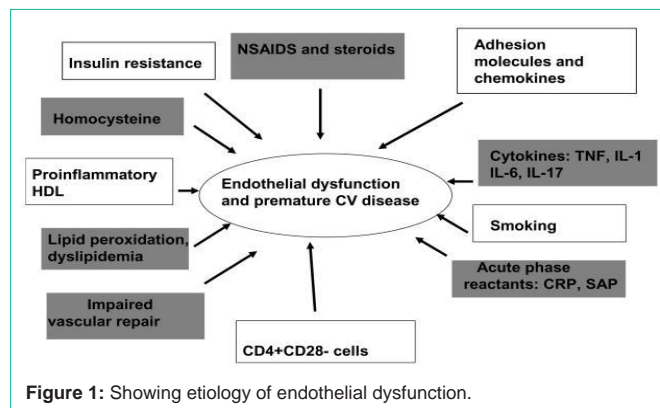 NSAIDS and steroids
Adhesion
molecules and
chemokines
Insulin resistance
Homocysteine
Cytokines: TNF, IL-1
IL-6, IL-17
Proinflammatory
HDL
Endothelial dysfunction
and premature CV disease
Smoking
Lipid peroxidation,
dyslipidemia
Acute phase
reactants: CRP, SAP
Impaired
vascular repair
CD4+CD28- cells
Figure 1: Showing etiology of endothelial dysfunction.